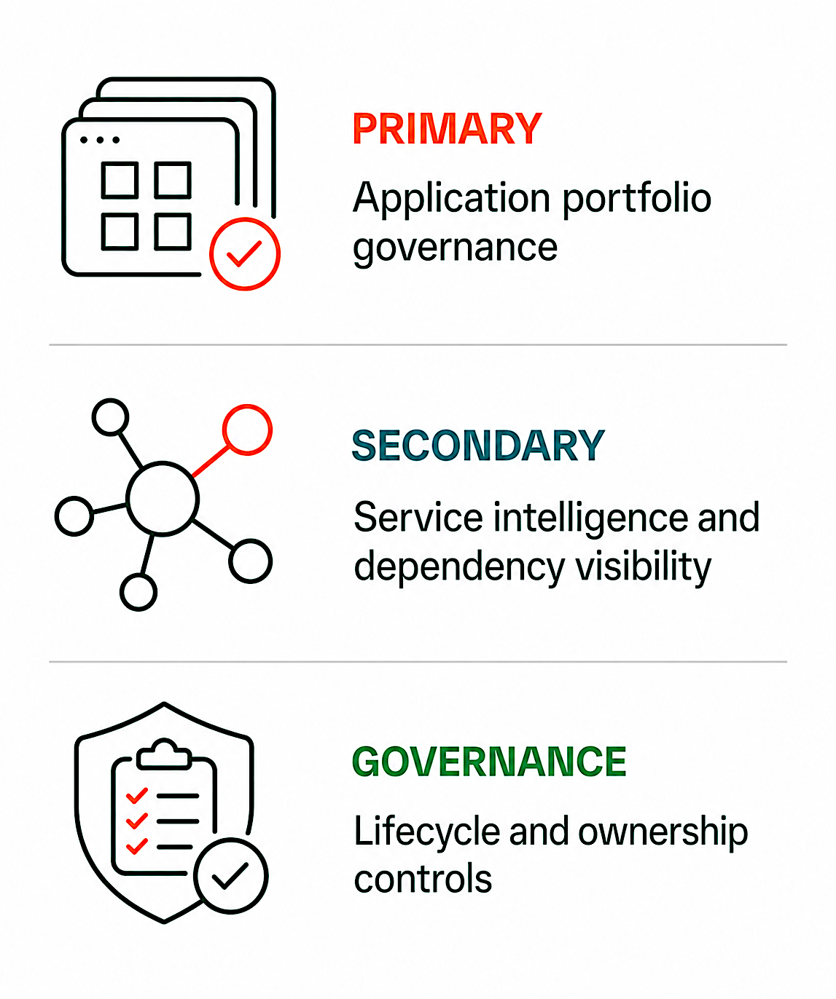 PRIMARY
Application portfolio
governance
SECONDARY
Service intelligence and
dependency visibility
GOVERNANCE
Lifecycle and ownership
controls